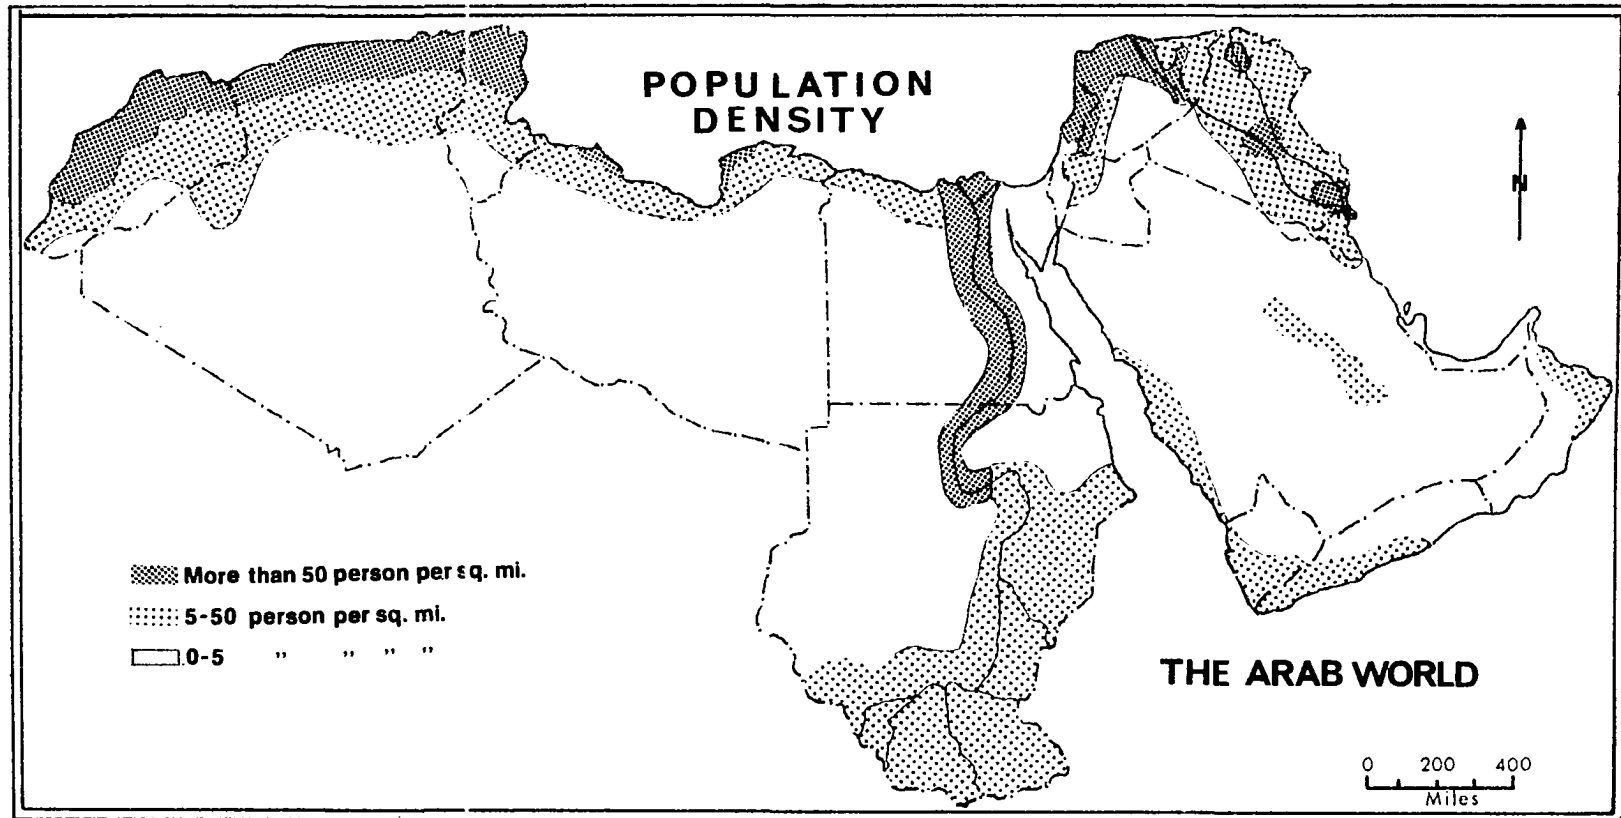 POPULATION
DENSITY
N
More than 50 person per sq. mi.
5-50 person per sq. mi.
0-5 " " " "
THE ARAB WORLD
0 200 400
Miles